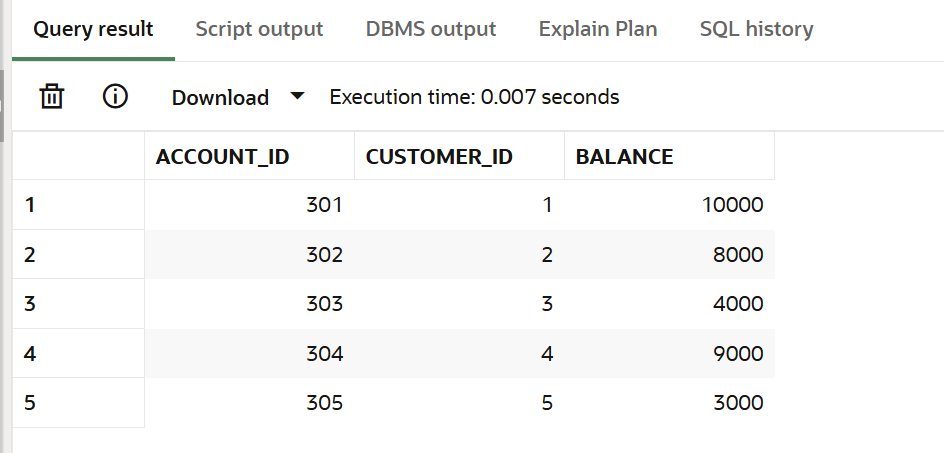 Query result Script output DBMS output Explain Plan SQL history
Download Execution time: 0.007 seconds
ACCOUNT_ID CUSTOMER_ID BALANCE
1 301 1 10000
2 302 2 8000
3 303 3 4000
4 304 4 9000
5 305 5 3000